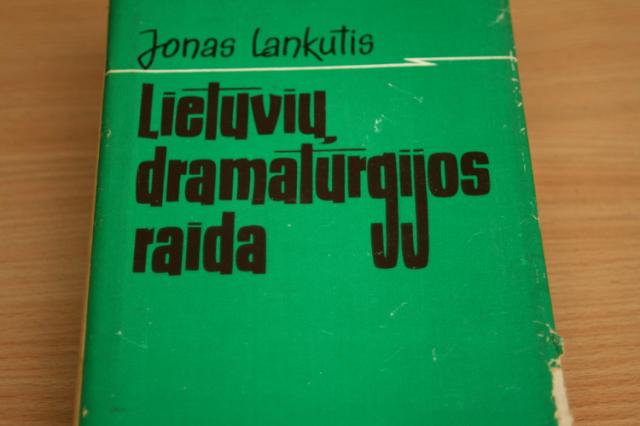 Jonas Lankutis
Lietuvių
dramaturgijos
raida